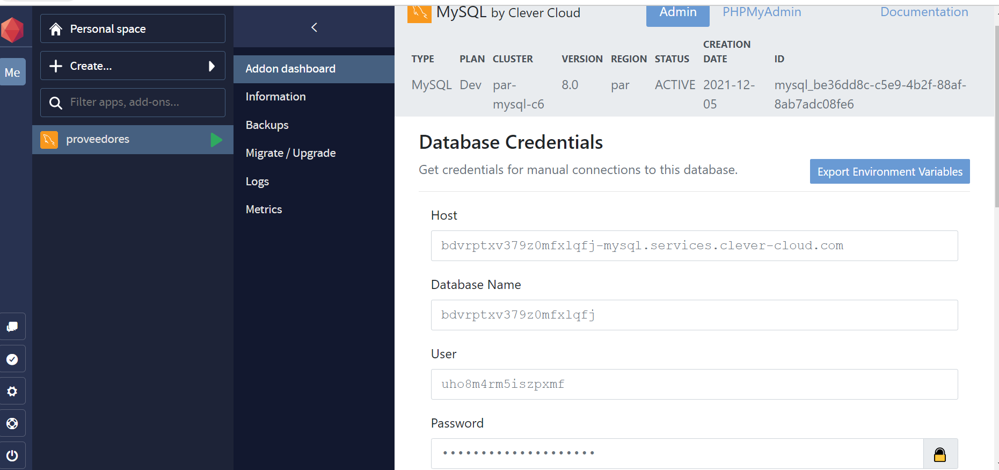 Me
Personal space
Create...
Filter apps, add-ons...
proveedores
Addon dashboard
Information
Backups
Migrate / Upgrade
Logs
Metrics
MySQL by Clever Cloud
Admin
PHPMyAdmin
Documentation
TYPE PLAN CLUSTER VERSION REGION STATUS CREATION DATE ID
MySQL Dev par-mysql-c6 8.0 par ACTIVE 2021-12-05 mysql_be36dd8c-c5e9-4b2f-88af-8ab7adc08fe6
Database Credentials
Get credentials for manual connections to this database.
Export Environment Variables
Host
bdvrptxv379z0mfxlqfj-mysql.services.clever-cloud.com
Database Name
bdvrptxv379z0mfxlqfj
User
uho8m4rm5iszpxmf
Password
••••••••••••••••••••